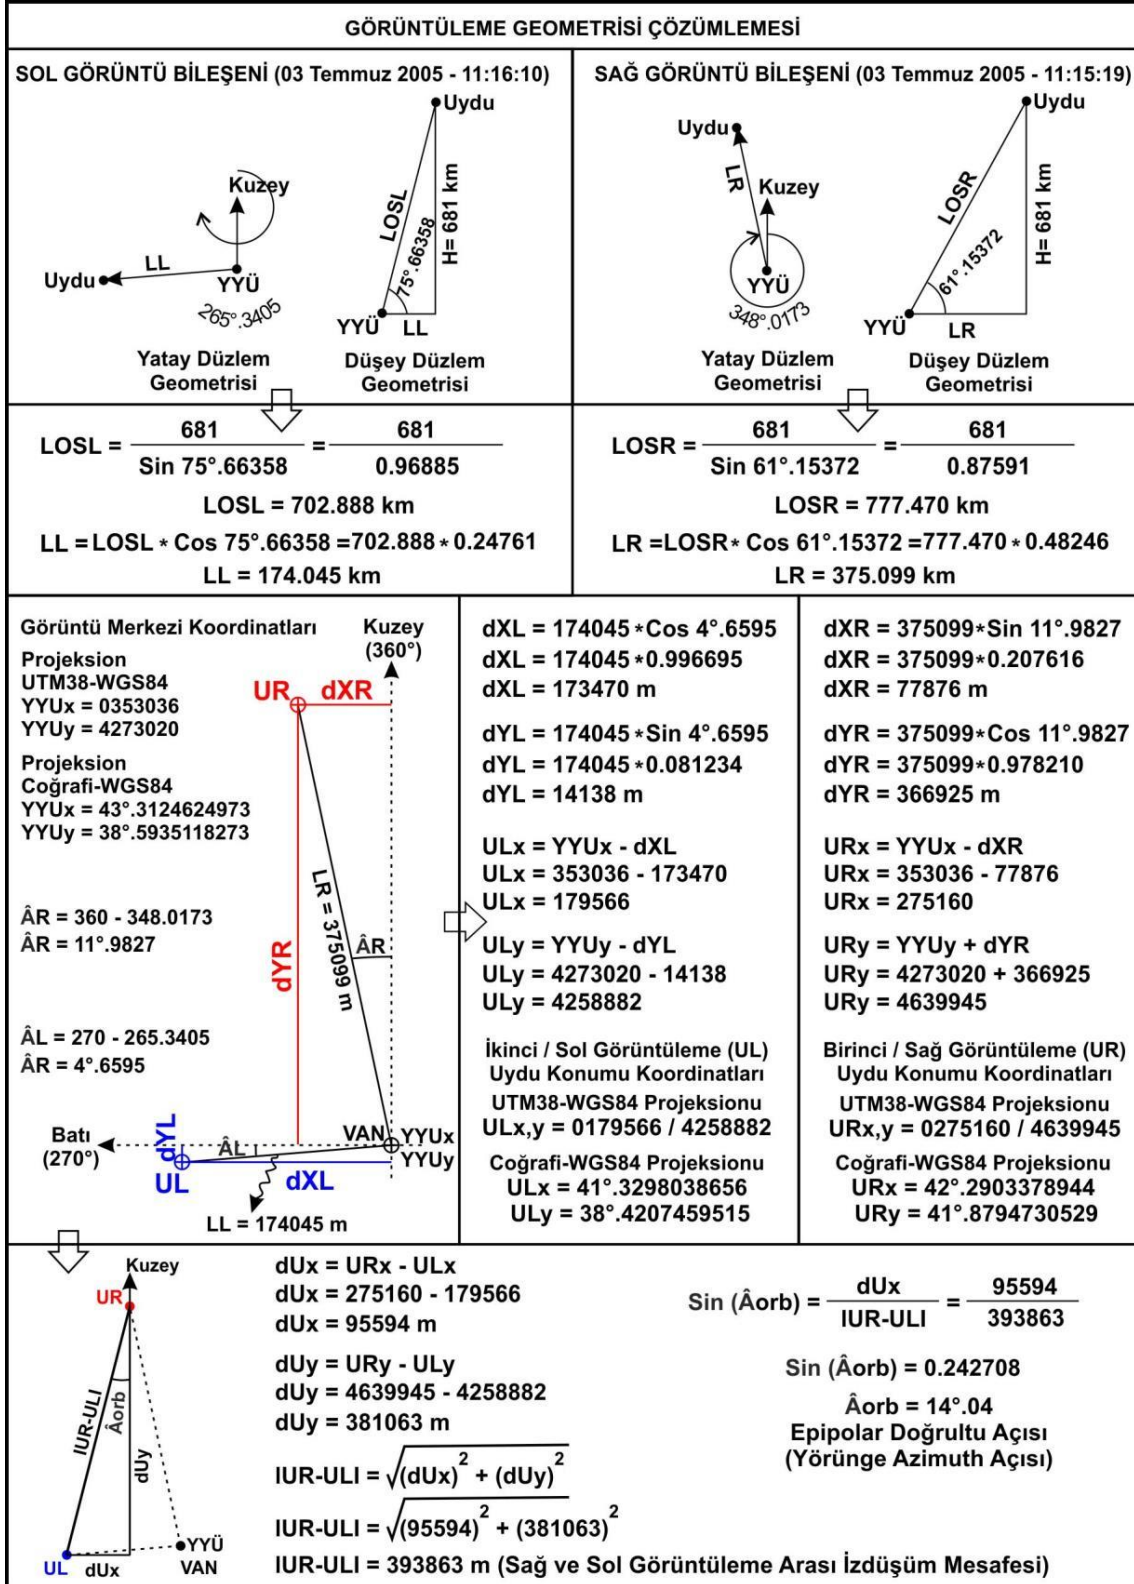 GÖRÜNTÜLEME GEOMETRİSİ ÇÖZÜMLEMESİ
SOL GÖRÜNTÜ BİLEŞENİ (03 Temmuz 2005 - 11:16:10)
Uydu
Kuzey
LL
Uydu
YYÜ
265°.3405
LOSL
75°.66358
H= 681 km
YYÜ
LL
Yatay Düzlem
Geometrisi
Düşey Düzlem
Geometrisi
SAĞ GÖRÜNTÜ BİLEŞENİ (03 Temmuz 2005 - 11:15:19)
Uydu
Uydu
LR
Kuzey
YYÜ
348°.0173
LOSR
61°.15372
H= 681 km
YYÜ
LR
Yatay Düzlem
Geometrisi
Düşey Düzlem
Geometrisi
LOSL = 681 / Sin 75°.66358 = 681 / 0.96885
LOSL = 702.888 km
LL =LOSL * Cos 75°.66358 =702.888 * 0.24761
LL = 174.045 km
LOSR = 681 / Sin 61°.15372 = 681 / 0.87591
LOSR = 777.470 km
LR =LOSR* Cos 61°.15372 =777.470 * 0.48246
LR = 375.099 km
Görüntü Merkezi Koordinatları
Projeksion
UTM38-WGS84
YYUx = 0353036
YYUy = 4273020
Projeksion
Coğrafi-WGS84
YYUx = 43°.3124624973
YYUy = 38°.5935118273
ÂR = 360 - 348.0173
ÂR = 11°.9827
ÂL = 270 - 265.3405
ÂR = 4°.6595
Kuzey
(360°)
UR
dXR
dYR
LR = 375099 m
ÂR
Batı
(270°)
dYL
ÂL
VAN
YYUx
YYUy
UL
dXL
LL = 174045 m
dXL = 174045 *Cos 4°.6595
dXL = 174045 *0.996695
dXL = 173470 m
dYL = 174045 *Sin 4°.6595
dYL = 174045 *0.081234
dYL = 14138 m
ULx = YYUx - dXL
ULx = 353036 - 173470
ULx = 179566
ULy = YYUy - dYL
ULy = 4273020 - 14138
ULy = 4258882
İkinci / Sol Görüntüleme (UL)
Uydu Konumu Koordinatları
UTM38-WGS84 Projeksionu
ULx,y = 0179566 / 4258882
Coğrafi-WGS84 Projeksionu
ULx = 41°.3298038656
ULy = 38°.4207459515
dXR = 375099*Sin 11°.9827
dXR = 375099*0.207616
dXR = 77876 m
dYR = 375099*Cos 11°.9827
dYR = 375099*0.978210
dYR = 366925 m
URx = YYUx - dXR
URx = 353036 - 77876
URx = 275160
URy = YYUy + dYR
URy = 4273020 + 366925
URy = 4639945
Birinci / Sağ Görüntüleme (UR)
Uydu Konumu Koordinatları
UTM38-WGS84 Projeksionu
URx,y = 0275160 / 4639945
Coğrafi-WGS84 Projeksionu
URx = 42°.2903378944
URy = 41°.8794730529
Kuzey
UR
IUR-ULI
Âorb
dUy
UL
dUx
YYÜ
VAN
dUx = URx - ULx
dUx = 275160 - 179566
dUx = 95594 m
dUy = URy - ULy
dUy = 4639945 - 4258882
dUy = 381063 m
IUR-ULI = √(dUx)² + (dUy)²
IUR-ULI = √(95594)² + (381063)²
IUR-ULI = 393863 m (Sağ ve Sol Görüntüleme Arası İzdüşüm Mesafesi)
Sin (Âorb) = dUx / IUR-ULI = 95594 / 393863
Sin (Âorb) = 0.242708
Âorb = 14°.04
Epipolar Doğrultu Açısı
(Yörünge Azimuth Açısı)